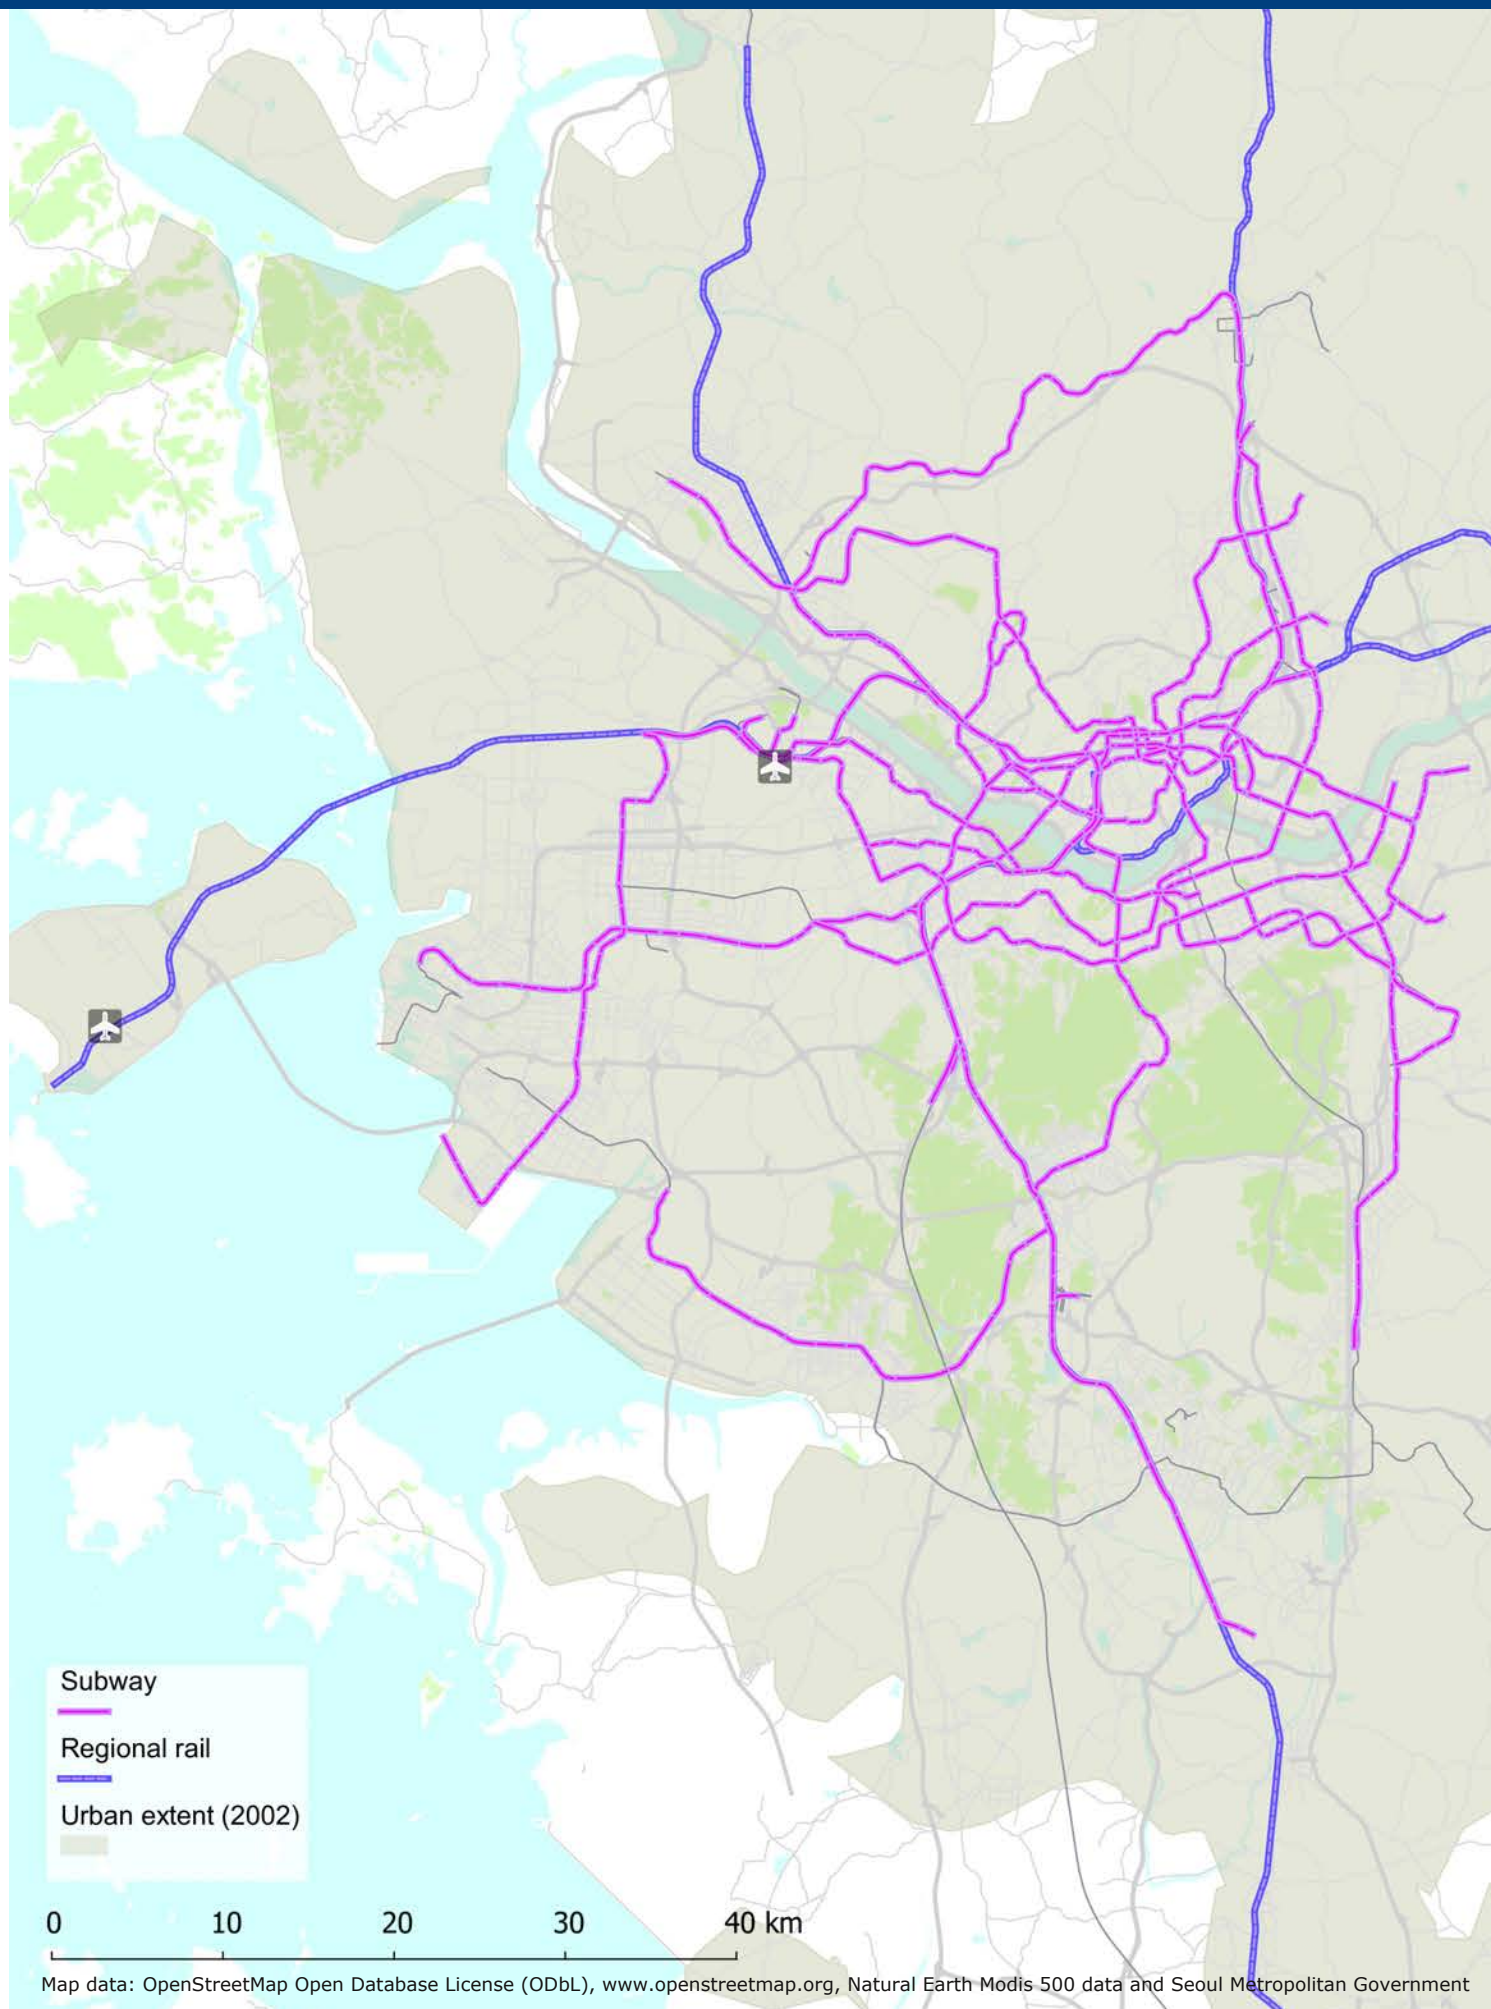 Subway
Regional rail
Urban extent (2002)
0 10 20 30 40 km
Map data: OpenStreetMap Open Database License (ODbL), www.openstreetmap.org, Natural Earth Modis 500 data and Seoul Metropolitan Government